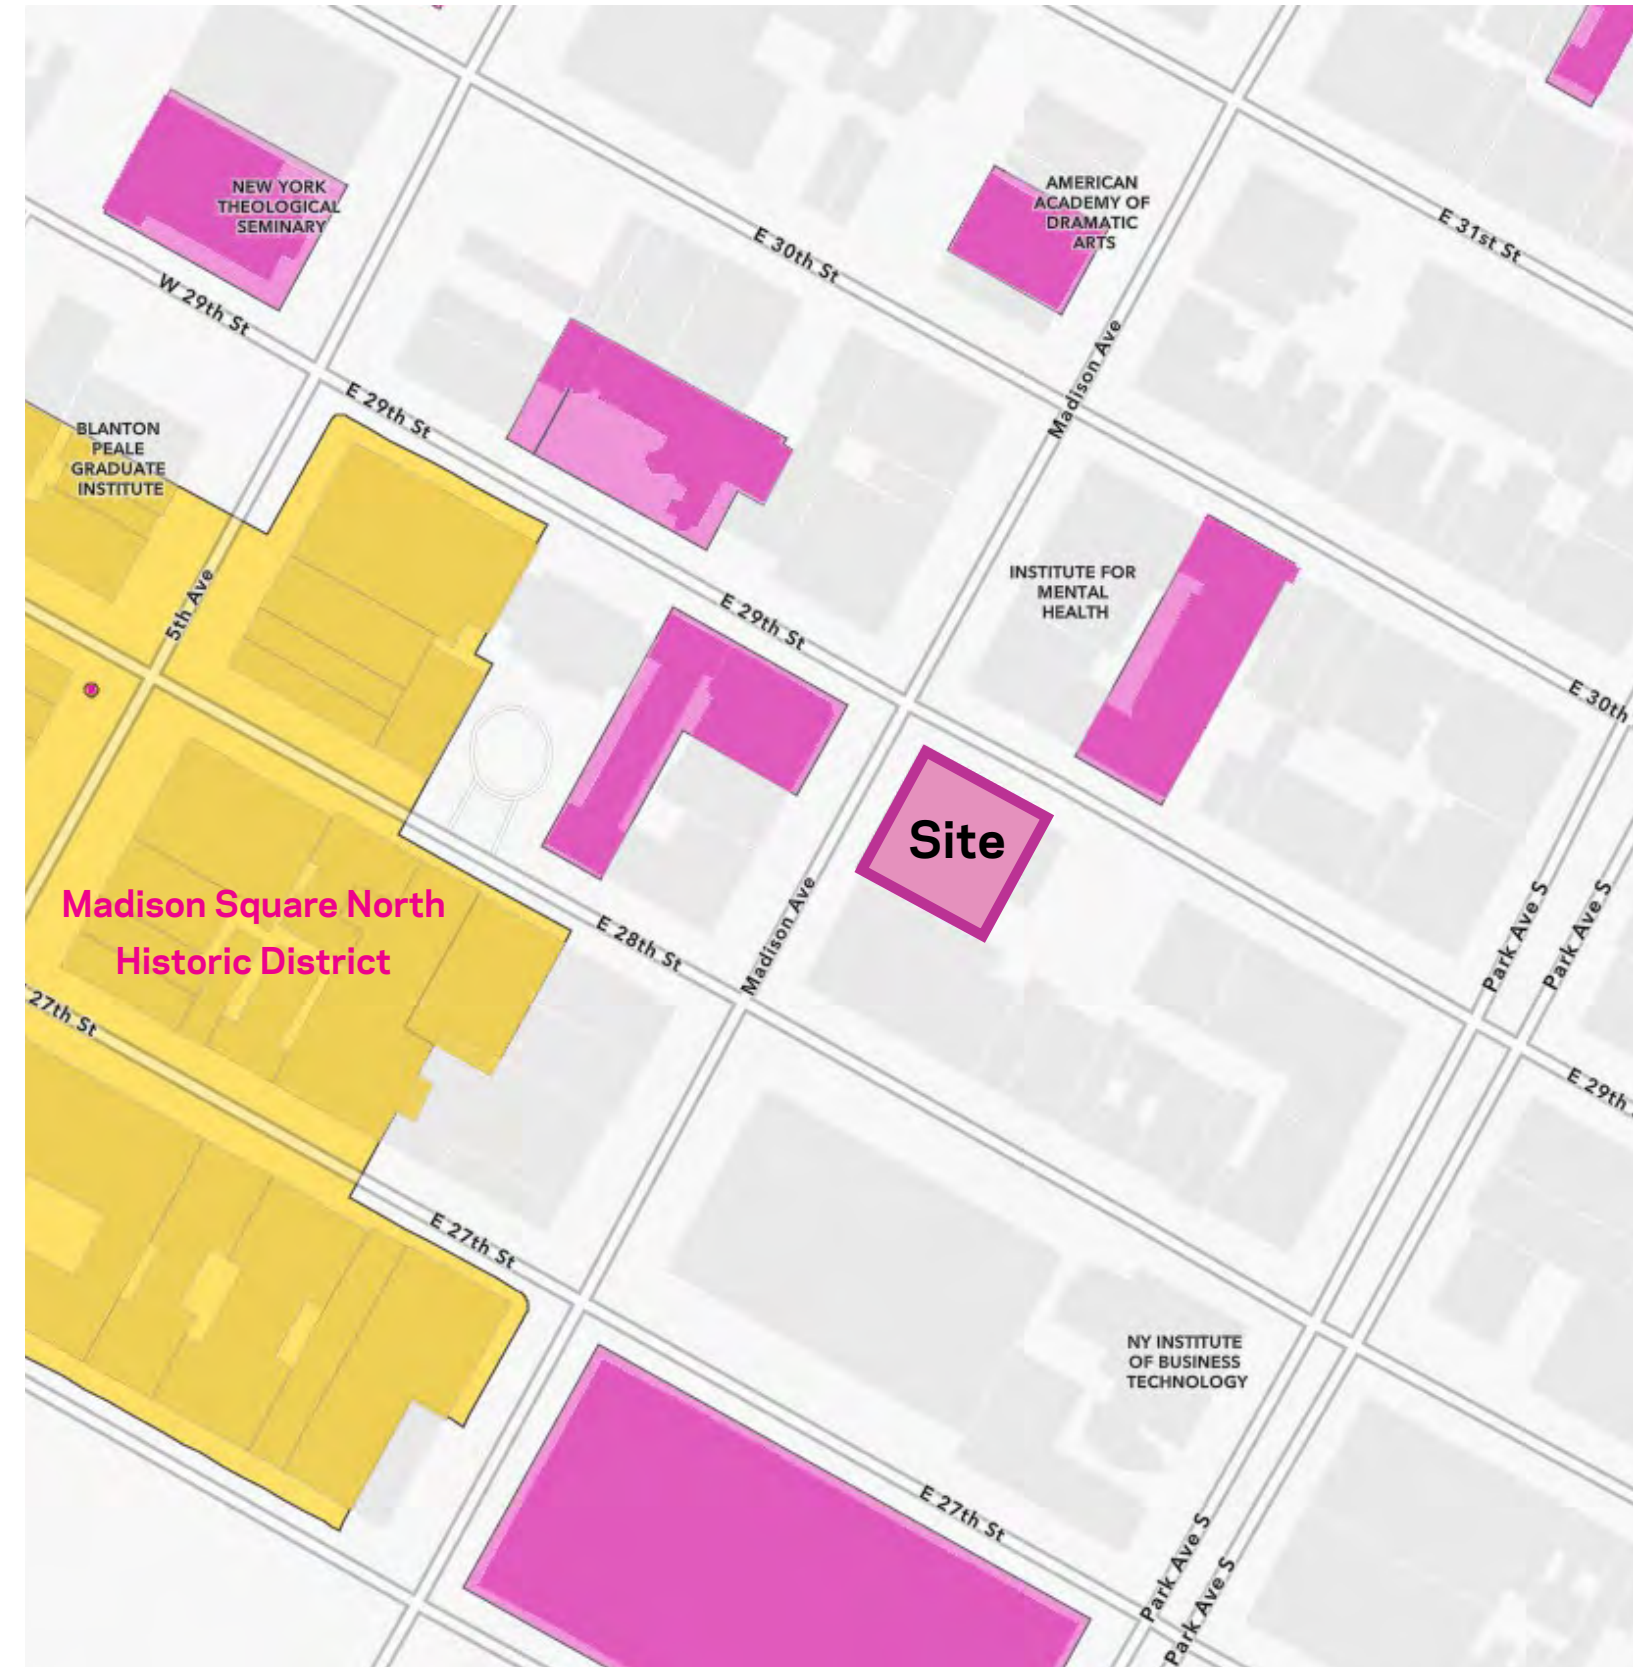 NEW YORK
THEOLOGICAL
SEMINARY
AMERICAN
ACADEMY OF
DRAMATIC
ARTS
E 31st St
E 30th St
W 29th St
Madison Ave
E 29th St
BLANTON
PEALE
GRADUATE
INSTITUTE
INSTITUTE FOR
MENTAL
HEALTH
5th Ave
E 29th St
E 30th
Site
Madison Square North
Historic District
E 28th St
Madison Ave
Park Ave S
Park Ave S
27th St
E 29th
E 27th St
NY INSTITUTE
OF BUSINESS
TECHNOLOGY
E 27th St
Park Ave S
Park Ave S